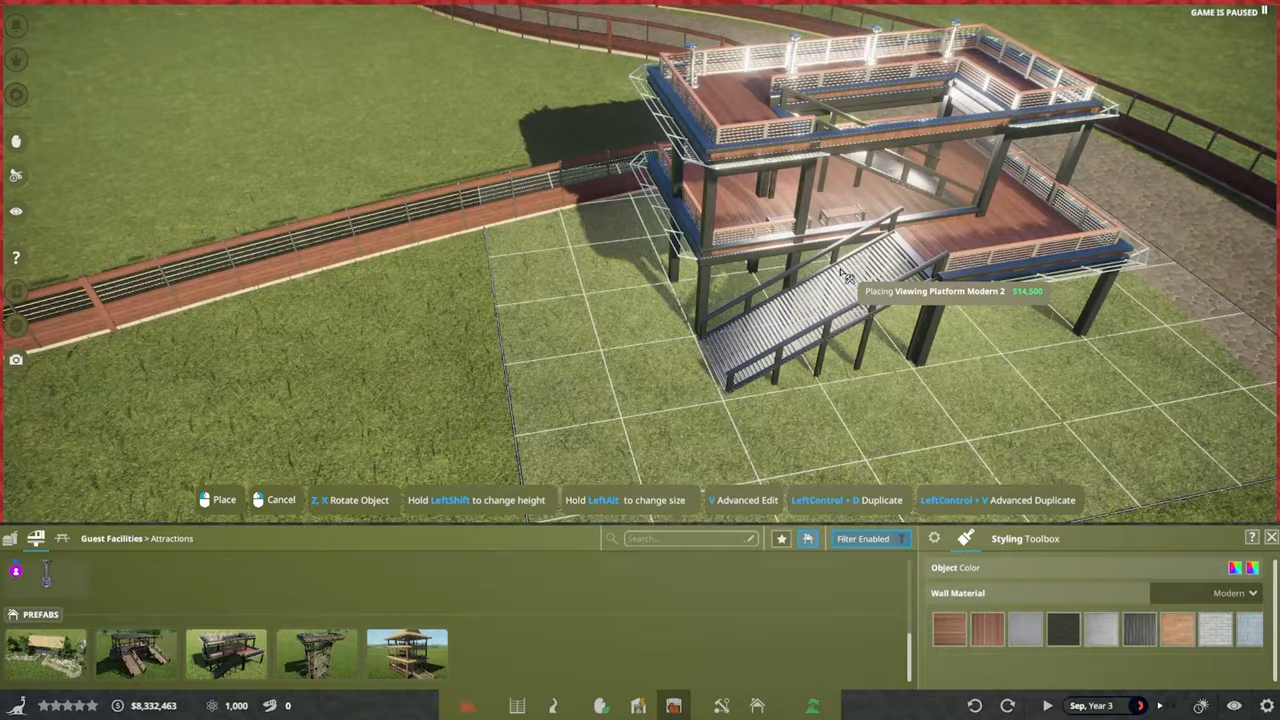 GAME IS PAUSED
Placing Viewing Platform Modern 2 $14,500
Place
Cancel
Z, X Rotate Object
Hold LeftShift to change height
Hold LeftAlt to change size
V Advanced Edit
LeftControl + D Duplicate
LeftControl + V Advanced Duplicate
Guest Facilities > Attractions
Search...
Filter Enabled
Styling Toolbox
?
Object Color
PREFABS
Wall Material
Modern
$8,332,463
1,000
0
Sep, Year 3